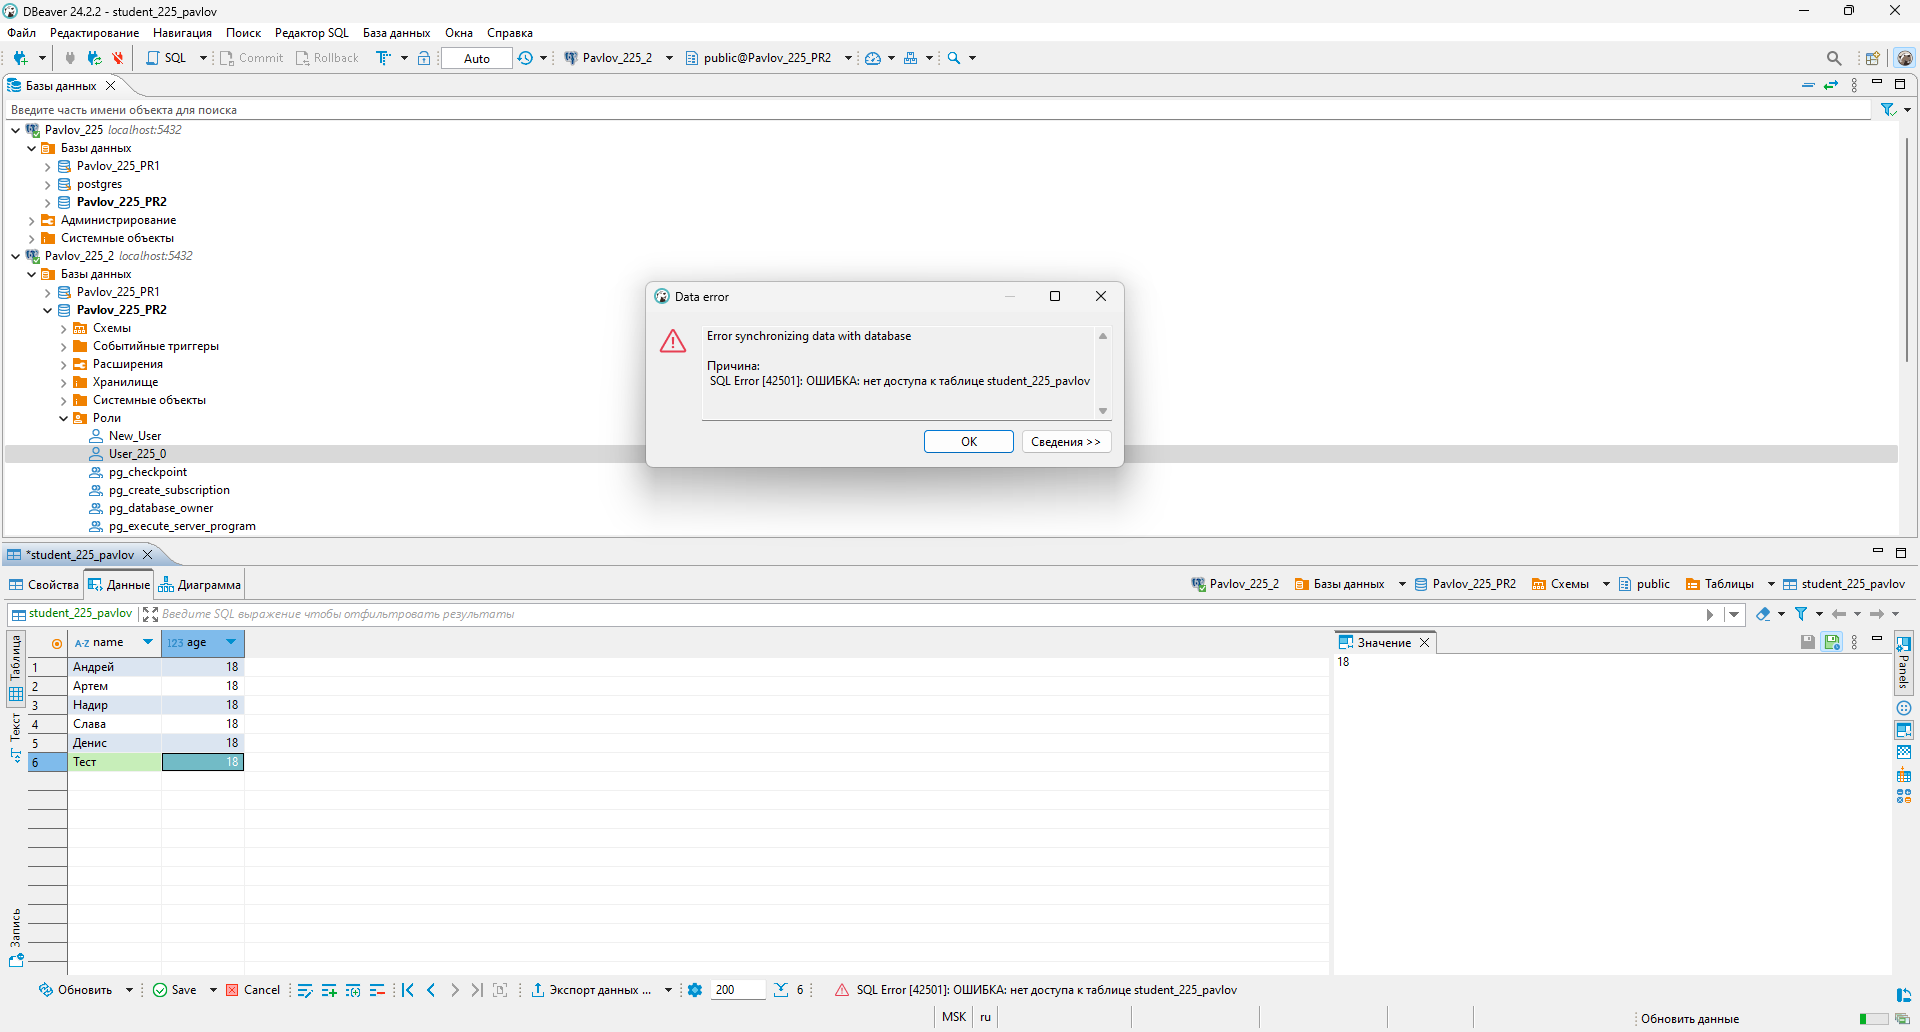 DBeaver 24.2.2 - student_225_pavlov
Файл Редактирование Навигация Поиск Редактор SQL База данных Окна Справка
SQL Commit Rollback Auto Pavlov_225_2 public@Pavlov_225_PR2
Базы данных
Введите часть имени объекта для поиска
Pavlov_225 localhost:5432
Базы данных
Pavlov_225_PR1
postgres
Pavlov_225_PR2
Администрирование
Системные объекты
Pavlov_225_2 localhost:5432
Базы данных
Pavlov_225_PR1
Pavlov_225_PR2
Схемы
Событийные триггеры
Расширения
Хранилище
Системные объекты
Роли
New_User
User_225_0
pg_checkpoint
pg_create_subscription
pg_database_owner
pg_execute_server_program
Data error
Error synchronizing data with database
Причина:
SQL Error [42501]: ОШИБКА: нет доступа к таблице student_225_pavlov
OK Сведения >>
*student_225_pavlov
Свойства Данные Диаграмма Pavlov_225_2 Базы данных Pavlov_225_PR2 Схемы public Таблицы student_225_pavlov
student_225_pavlov Введите SQL выражение чтобы отфильтровать результаты
Таблица
Текст
Запись
A-Z name 123 age
1 Андрей 18
2 Артем 18
3 Надир 18
4 Слава 18
5 Денис 18
6 Тест 18
Значение
18
Panels
Обновить Save Cancel Экспорт данных ... 200 6 SQL Error [42501]: ОШИБКА: нет доступа к таблице student_225_pavlov
MSK ru Обновить данные